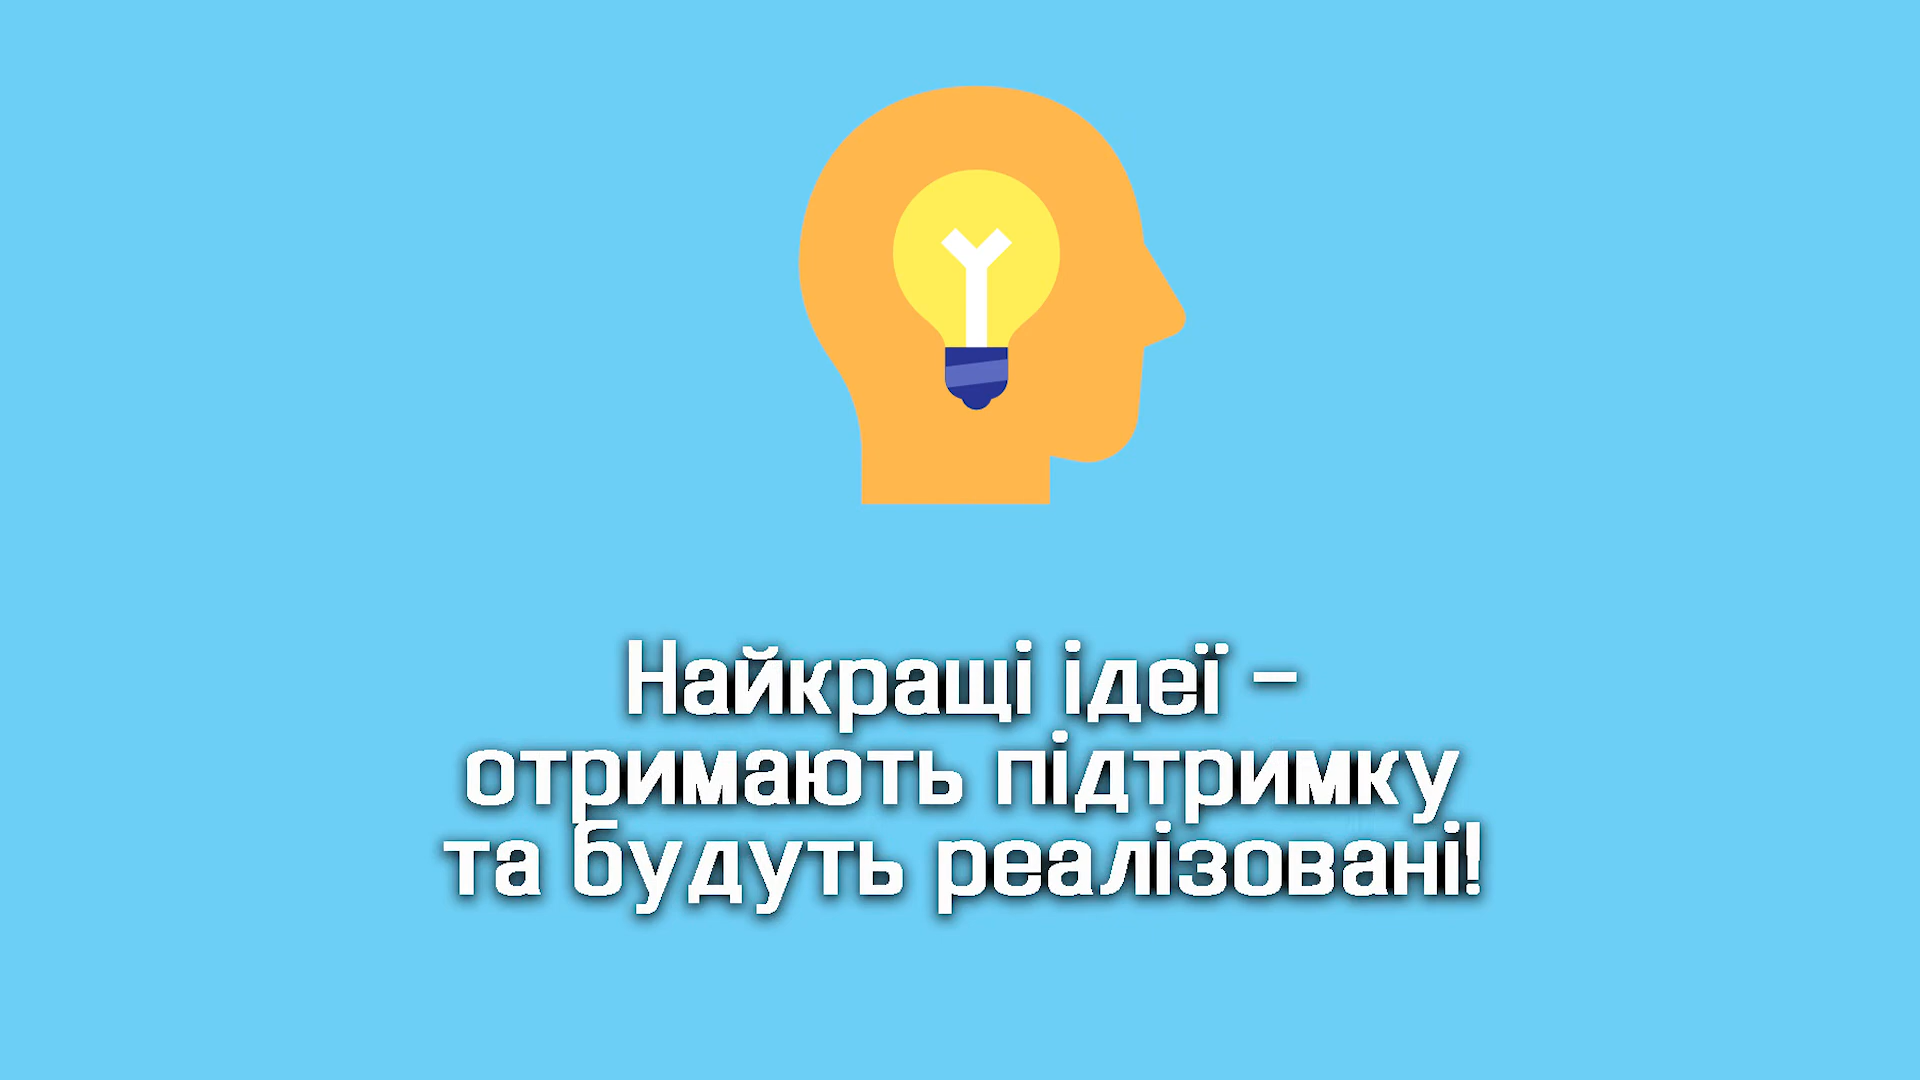 Найкращі ідеї –
отримають підтримку
та будуть реалізовані!